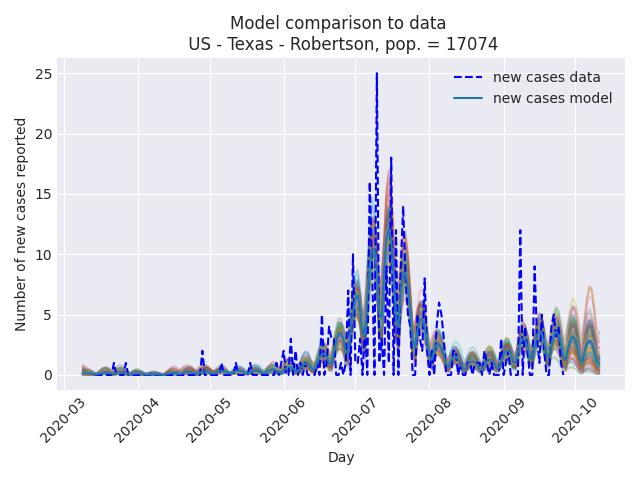 Model comparison to data
US - Texas - Robertson, pop. = 17074
new cases data
new cases model
Number of new cases reported
25
20
15
10
5
0
2020-03
2020-04
2020-05
2020-06
2020-07
2020-08
2020-09
2020-10
Day